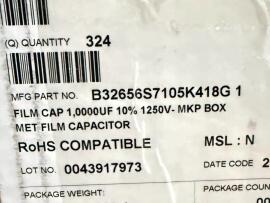 (Q) QUANTITY 324
MFG PART NO. B32656S7105K418G 1
FILM CAP 1,0000UF 10% 1250V- MKP BOX
MET FILM CAPACITOR
RoHS COMPATIBLE MSL : N
LOT NO. 0043917973 DATE CODE 2
PACKAGE WEIGHT: PACKAGE COUN